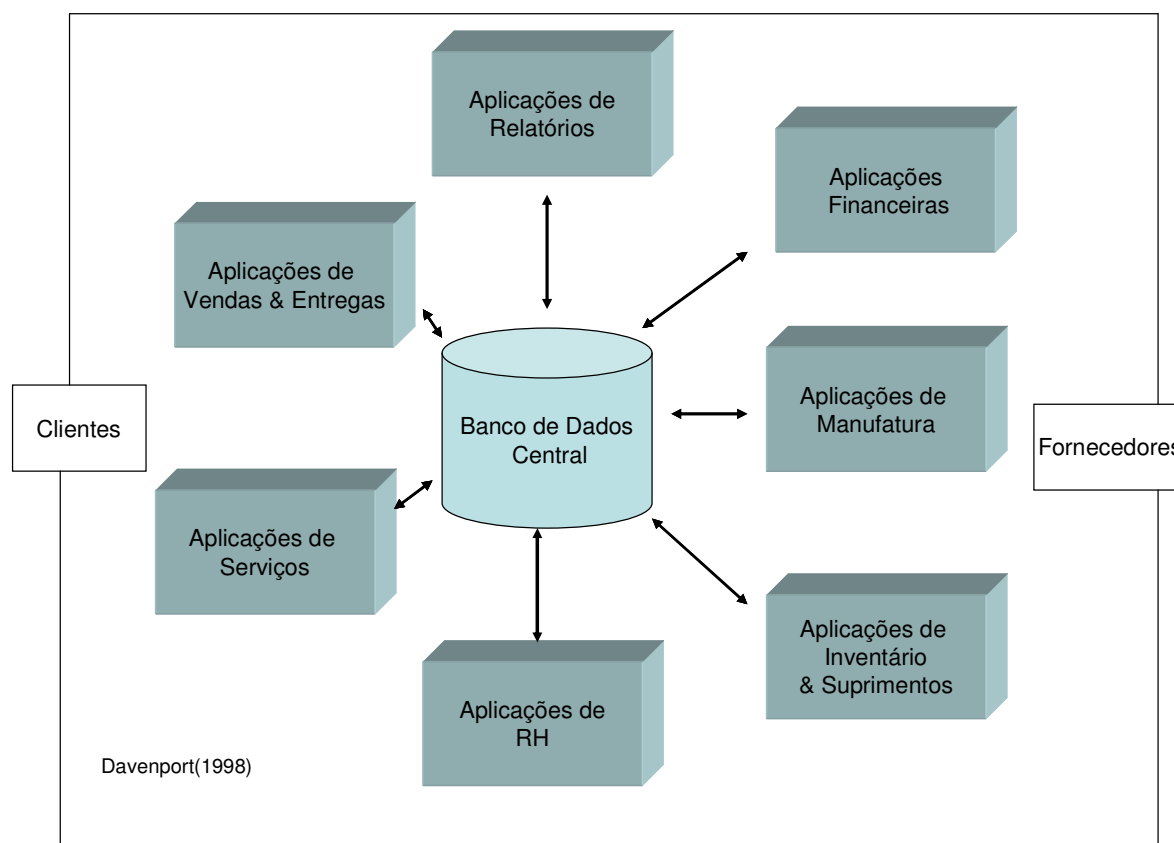 Aplicações de
Relatórios
Aplicações
Financeiras
Aplicações de
Vendas & Entregas
Aplicações de
Manufatura
Clientes
Banco de Dados
Central
Fornecedores
Aplicações de
Serviços
Aplicações de
Inventário
& Suprimentos
Aplicações de
RH
Davenport(1998)